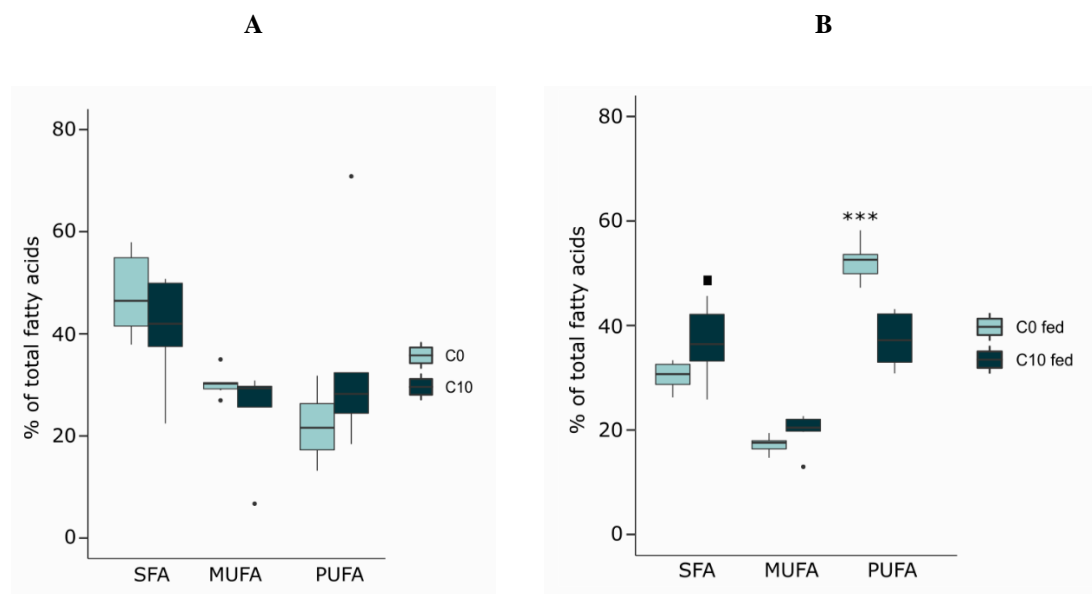 A
B
% of total fatty acids
80
60
40
20
0
SFA MUFA PUFA
C0
C10
% of total fatty acids
80
60
40
20
0
***
SFA MUFA PUFA
C0 fed
C10 fed